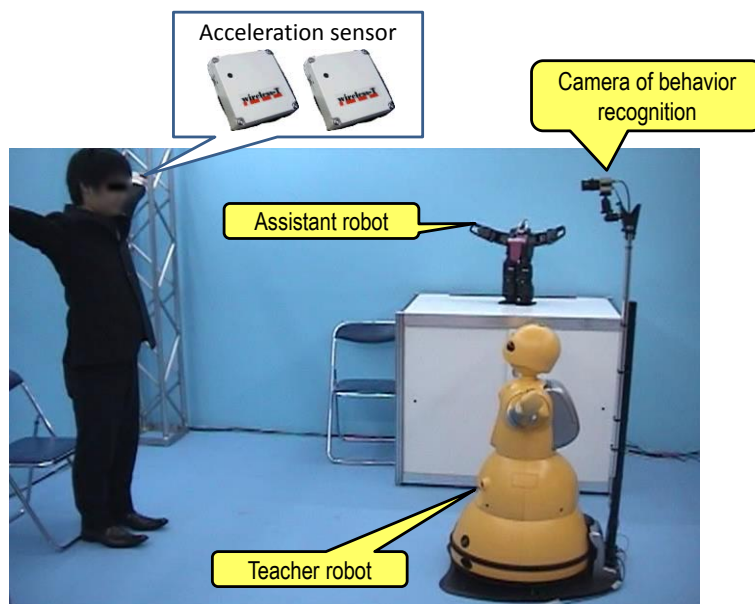 Acceleration sensor
Camera of behavior
recognition
Assistant robot
Teacher robot